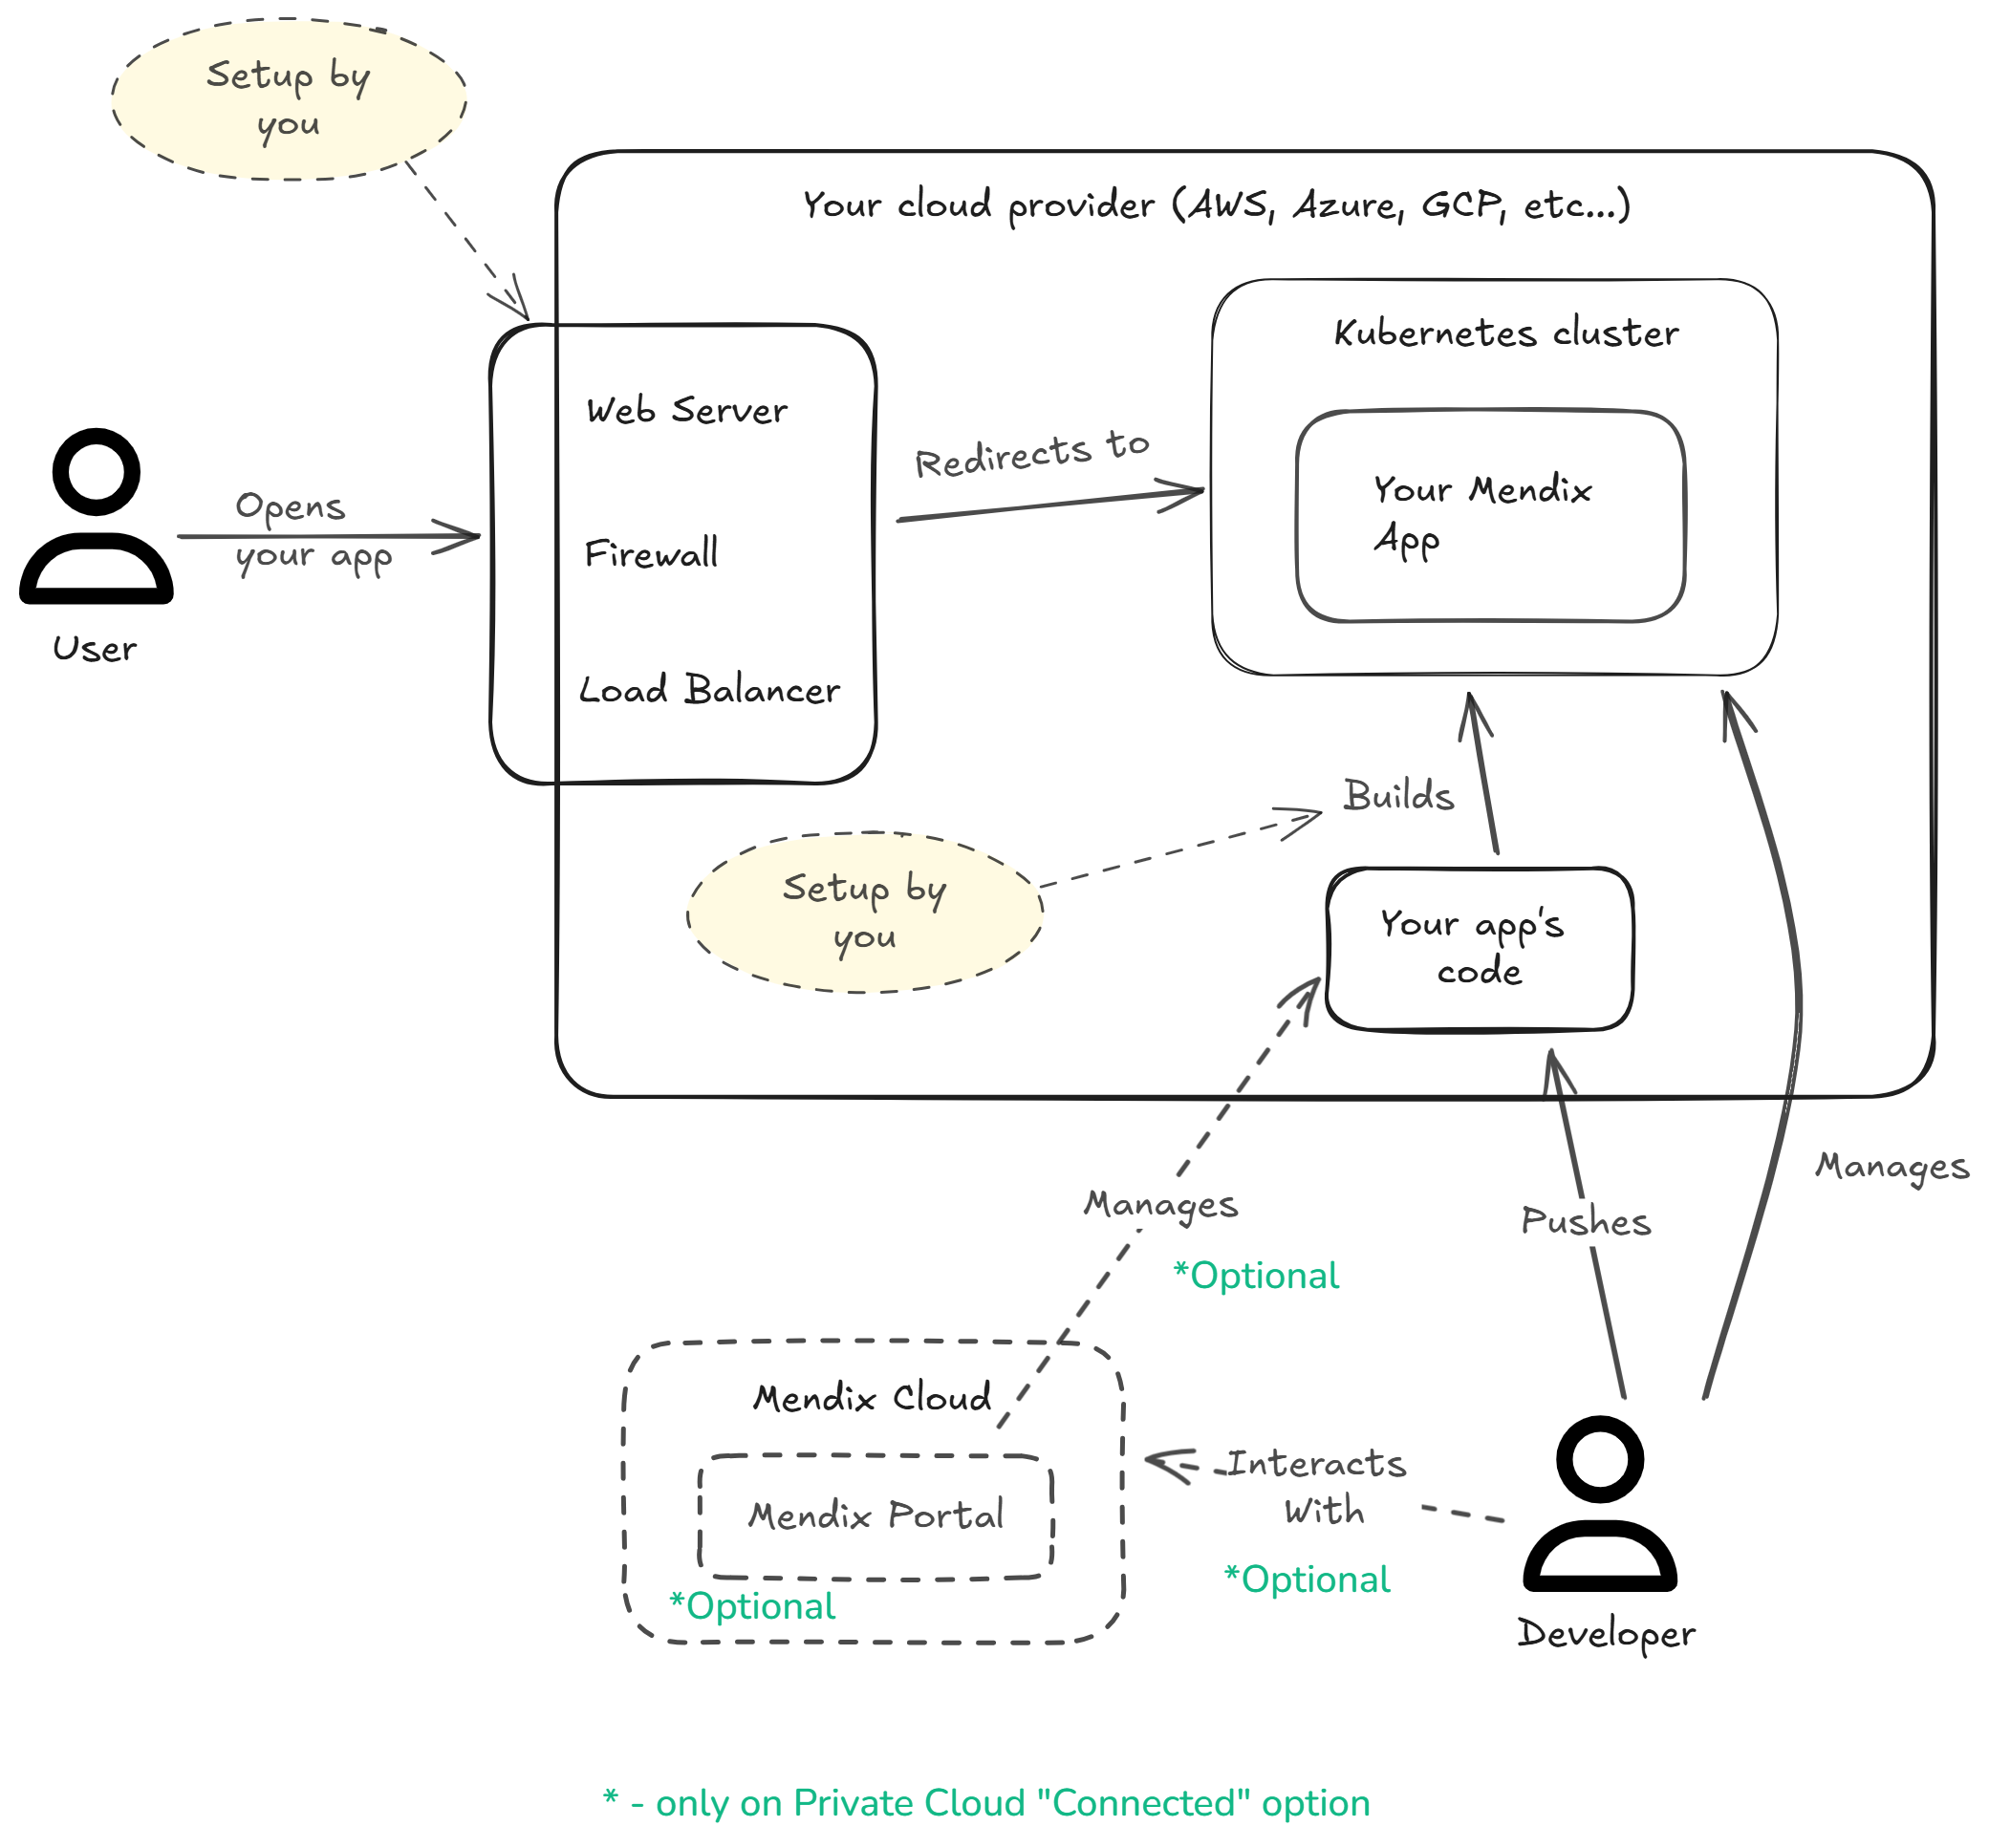 Setup by
you
Your cloud provider (AWS, Azure, GCP, etc...)
Kubernetes cluster
Web Server
Redirects to
Your Mendix
App
Opens
your app
Firewall
User
Load Balancer
Builds
Setup by
you
Your app's
code
Manages
Manages
Pushes
*Optional
Mendix Cloud
Interacts
With
Mendix Portal
*Optional
*Optional
Developer
* - only on Private Cloud "Connected" option